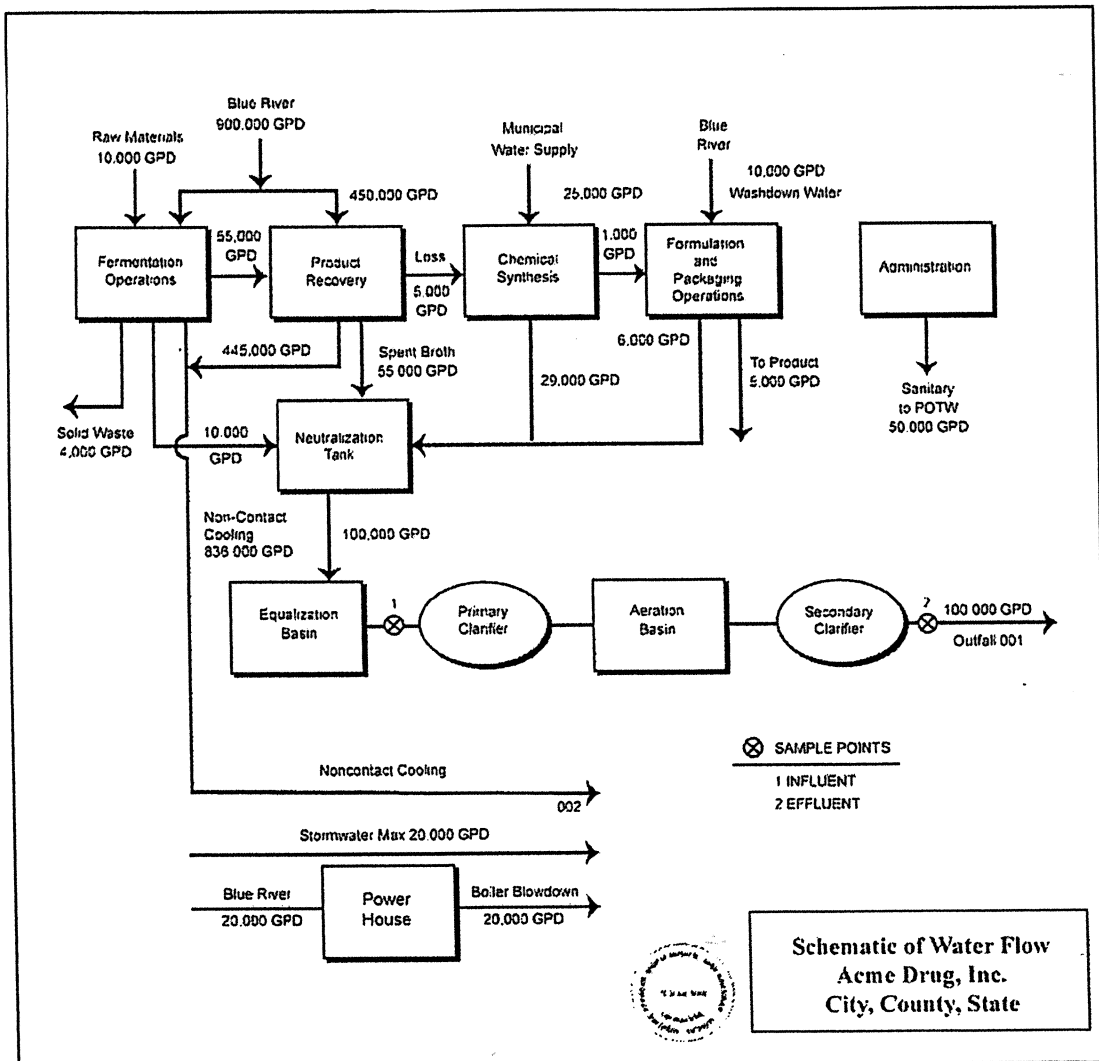 Blue River
900.000 GPD
Raw Materials
10.000 GPD
Municipal
Water Supply
Blue
River
450.000 GPD
25.000 GPD
10,000 GPD
Washdown Water
Fermentation
Operations
55,000
GPD
Product
Recovery
Loss
5.000
GPD
Chemical
Synthesis
1.000
GPD
Formulation
and
Packaging
Operations
Administration
445,000 GPD
Spent Broth
55 000 GPD
29.000 GPD
6.000 GPD
To Product
5.000 GPD
Sanitary
to POTW
50.000 GPD
Solid Waste
4,000 GPD
10.000
GPD
Neutralization
Tank
Non-Contact
Cooling
836 000 GPD
100,000 GPD
Equalization
Basin
1
Primary
Clarifier
Aeration
Basin
Secondary
Clarifier
2
100 000 GPD
Outfall 001
SAMPLE POINTS
1 INFLUENT
2 EFFLUENT
Noncontact Cooling
002
Stormwater Max 20.000 GPD
Blue River
20.000 GPD
Power
House
Boiler Blowdown
20,000 GPD
Schematic of Water Flow
Acme Drug, Inc.
City, County, State